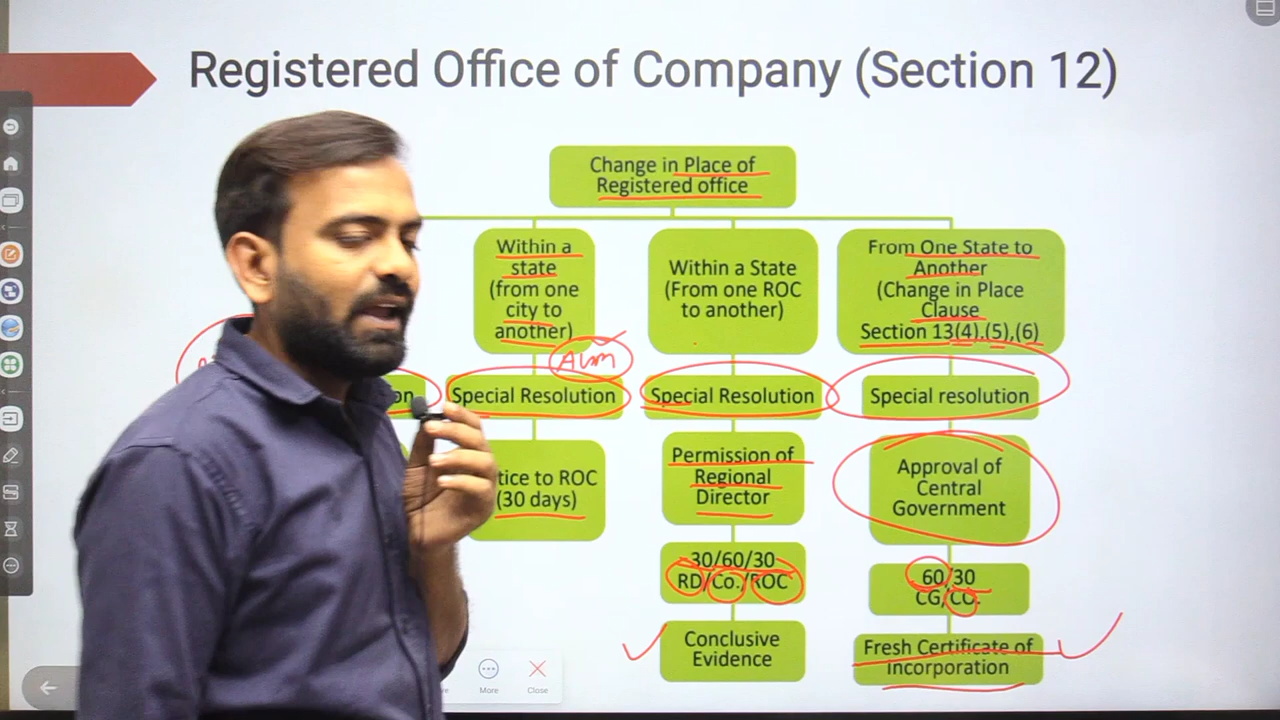 Registered Office of Company (Section 12)
Change in Place of
Registered office
Within a
state
(from one
city to
another)
Within a State
(From one ROC
to another)
From One State to
Another
(Change in Place
Clause
Section 13(4).(5),(6)
Special Resolution
Special Resolution
Special resolution
tice to ROC
(30 days)
Permission of
Regional
Director
Approval of
Central
Government
30/60/30
RD/Co./ROC
60/30
CG/CO.
Conclusive
Evidence
Fresh Certificate of
Incorporation
More
Close